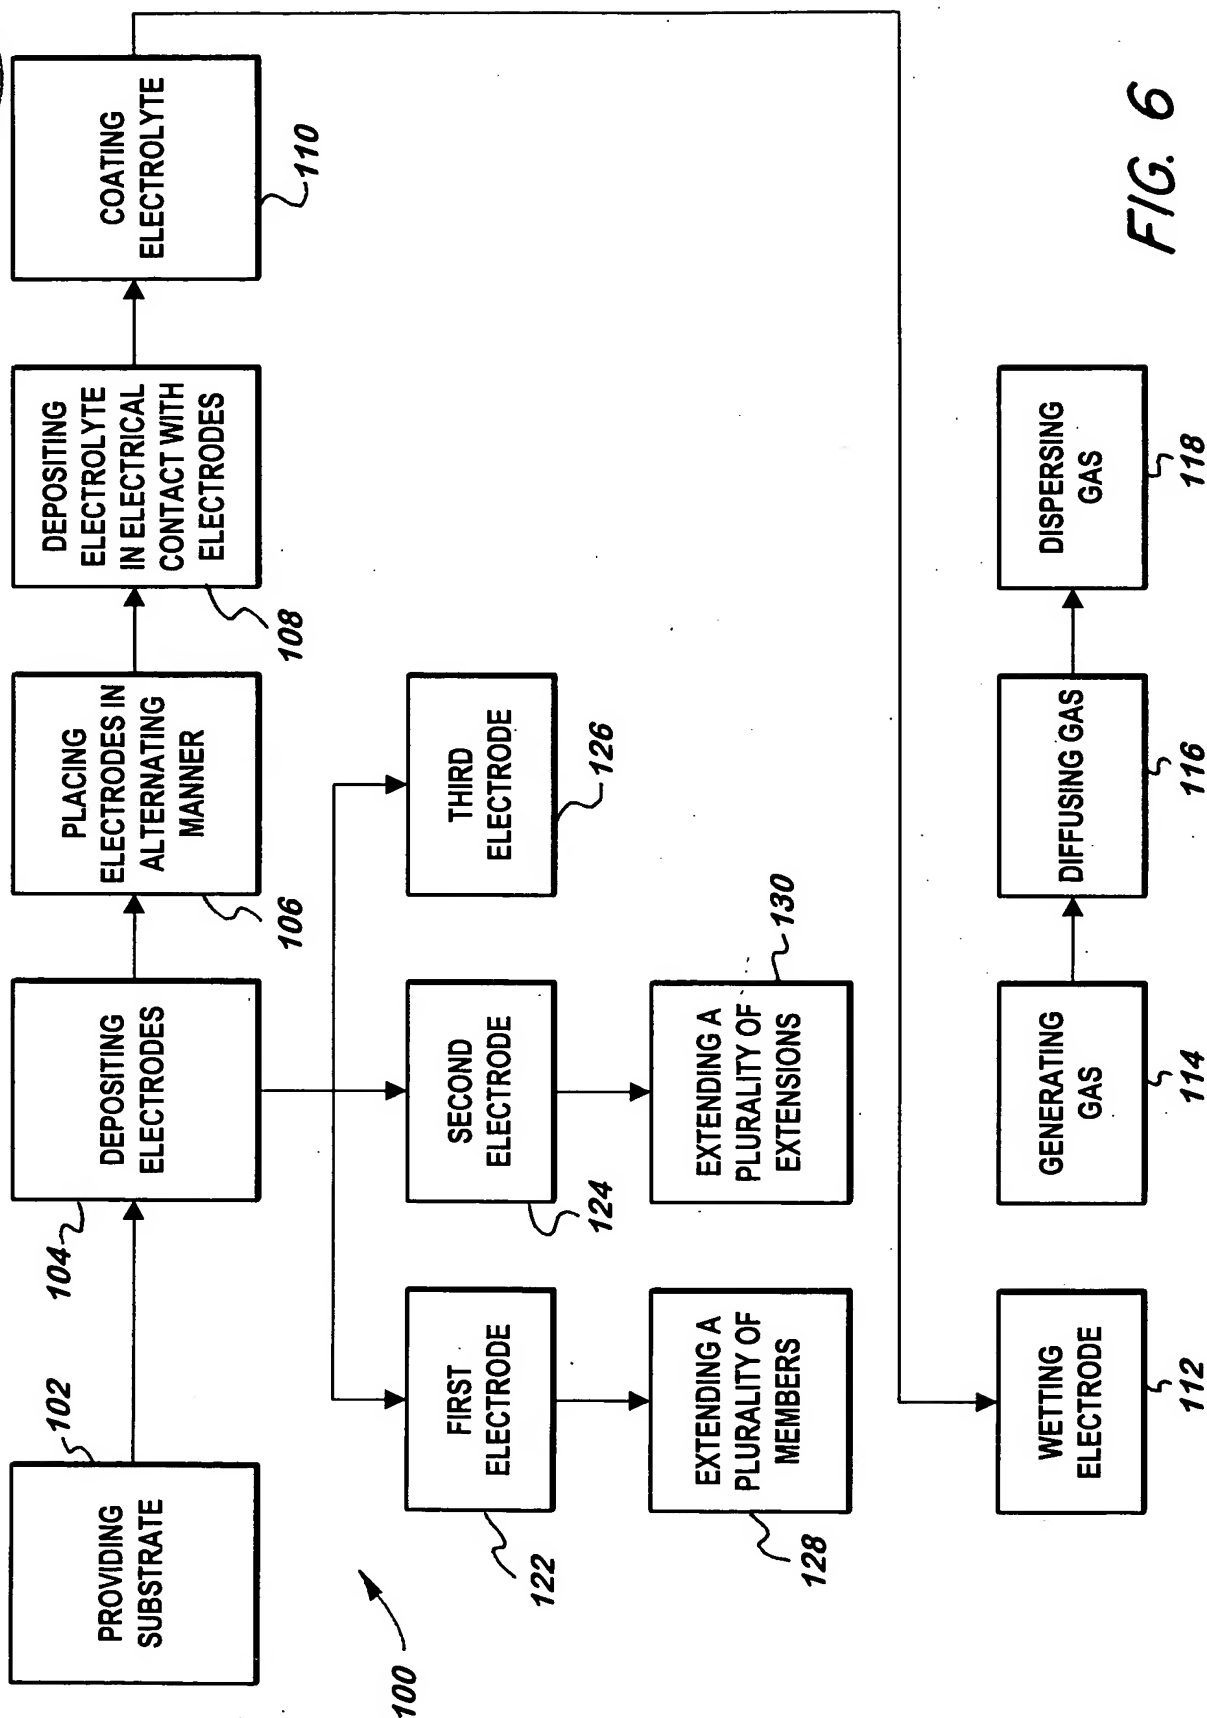 100
102
PROVIDING
SUBSTRATE
104
DEPOSITING
ELECTRODES
106
PLACING
ELECTRODES IN
ALTERNATING
MANNER
108
DEPOSITING
ELECTROLYTE
IN ELECTRICAL
CONTACT WITH
ELECTRODES
COATING
ELECTROLYTE
110
FIRST
ELECTRODE
122
SECOND
ELECTRODE
124
THIRD
ELECTRODE
126
EXTENDING A
PLURALITY OF
MEMBERS
128
EXTENDING A
PLURALITY OF
EXTENSIONS
130
WETTING
ELECTRODE
112
GENERATING
GAS
114
DIFFUSING GAS
116
DISPERSING
GAS
118
FIG. 6